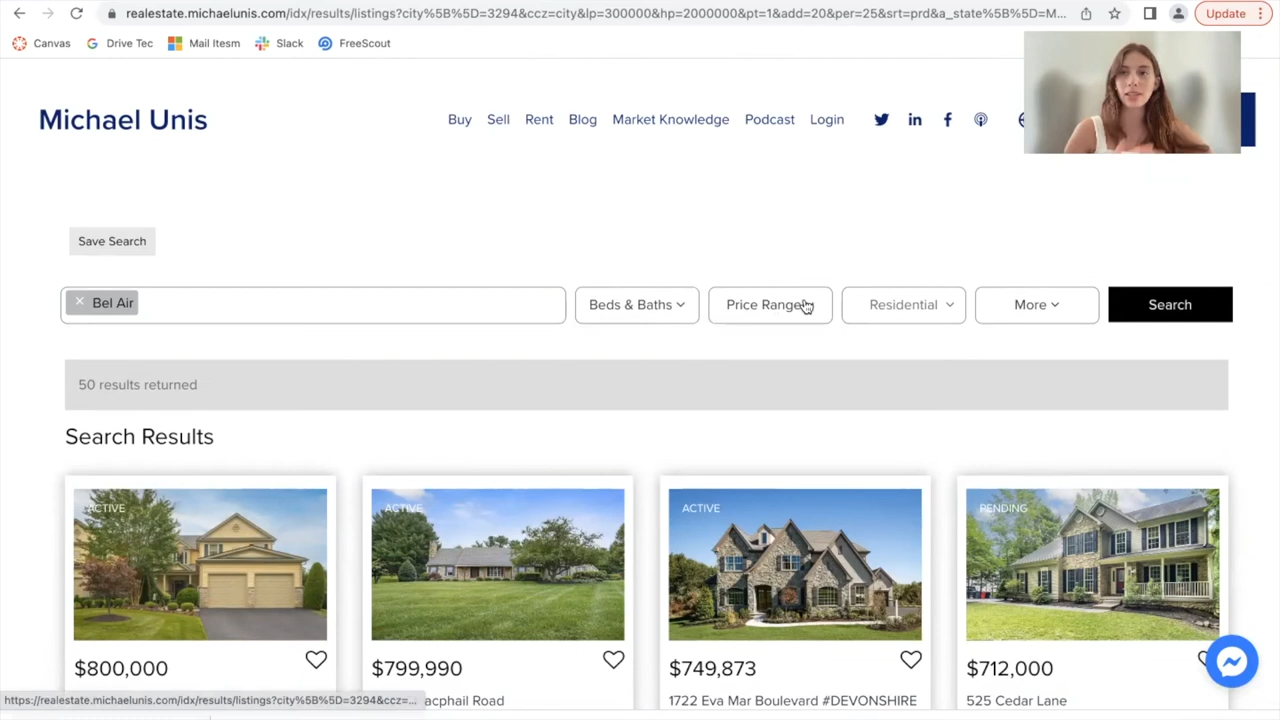 realestate.michaelunis.com/idx/results/listings?city%5B%5D=3294&ccz=city&lp=300000&hp=2000000&pt=1&add=20&per=25&srt=prd&a_state%5B%5D=M...
Update
Canvas
Drive Tec
Mail Itesm
Slack
FreeScout
Michael Unis
Buy
Sell
Rent
Blog
Market Knowledge
Podcast
Login
Save Search
Bel Air
Beds & Baths
Price Range
Residential
More
Search
50 results returned
Search Results
ACTIVE
ACTIVE
ACTIVE
PENDING
$800,000
$799,990
$749,873
$712,000
https://realestate.michaelunis.com/idx/results/listings?city%5B%5D=3294&ccz=...
Road
1722 Eva Mar Boulevard #DEVONSHIRE
525 Cedar Lane